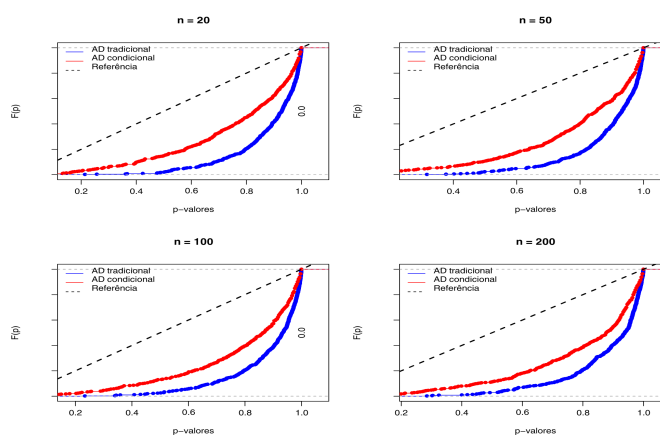 n = 20
AD tradicional
AD condicional
Referência
F(p)
0.0
0.2 0.4 0.6 0.8 1.0
p−valores
n = 50
AD tradicional
AD condicional
Referência
F(p)
0.4 0.6 0.8 1.0
p−valores
n = 100
AD tradicional
AD condicional
Referência
F(p)
0.0
0.2 0.4 0.6 0.8 1.0
p−valores
n = 200
AD tradicional
AD condicional
Referência
F(p)
0.2 0.4 0.6 0.8 1.0
p−valores